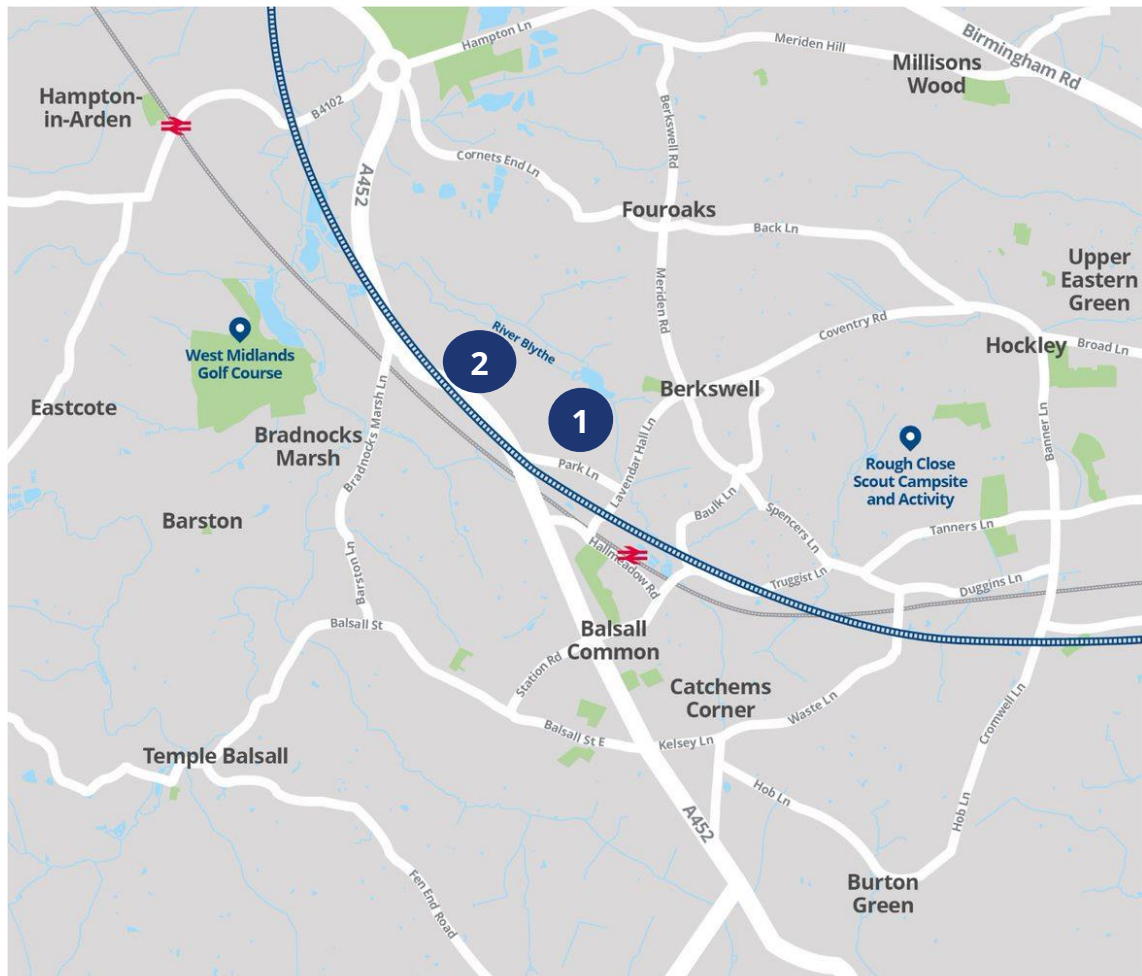 Hampton Ln
Meriden Hill
Birmingham Rd
Millisons
Wood
Hampton-
in-Arden
B4102
Berkswell Rd
Cornets End Ln
A452
Fouroaks
Back Ln
Upper
Eastern
Green
Meriden Rd
Coventry Rd
River Blythe
West Midlands
Golf Course
2
Hockley
Broad Ln
Berkswell
Eastcote
1
Bradnocks Marsh Ln
Bradnocks
Marsh
Lavendar Hall Ln
Banner Ln
Park Ln
Rough Close
Scout Campsite
and Activity
Baulk Ln
Spencers Ln
Barston
Tanners Ln
Hallmeadow Rd
Barston Ln
Truggist Ln
Duggins Ln
Balsall St
Balsall
Common
Station Rd
Catchems
Corner
Waste Ln
Cromwell Ln
Balsall St E
Kelsey Ln
Temple Balsall
Hob Ln
Hob Ln
A452
Burton
Green
Fen End Road